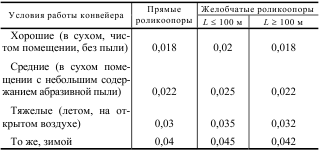 Условия работы конвейера
Прямые роликоопоры
Желобчатые роликоопоры
L ≤ 100 м
L ≥ 100 м
Хорошие (в сухом, чистом помещении, без пыли)
0,018
0,02
0,018
Средние (в сухом помещении с небольшим содержанием абразивной пыли)
0,022
0,025
0,022
Тяжелые (летом, на открытом воздухе)
0,03
0,035
0,032
То же, зимой
0,04
0,045
0,042